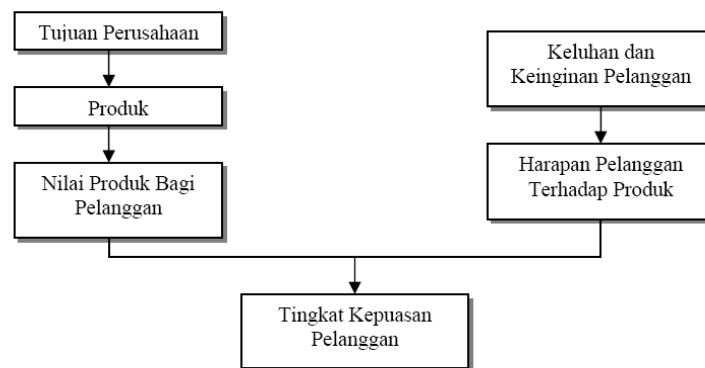 Tujuan Perusahaan
Produk
Nilai Produk Bagi
Pelanggan
Keluhan dan
Keinginan Pelanggan
Harapan Pelanggan
Terhadap Produk
Tingkat Kepuasan
Pelanggan